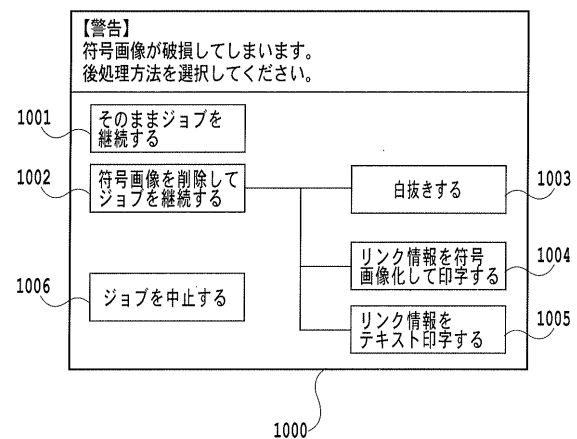 【警告】
符号画像が破損してしまいます。
後処理方法を選択してください。
1001
そのままジョブを
継続する
1002
符号画像を削除して
ジョブを継続する
白抜きする
1003
リンク情報を符号
画像化して印字する
1004
1006
ジョブを中止する
リンク情報を
テキスト印字する
1005
1000